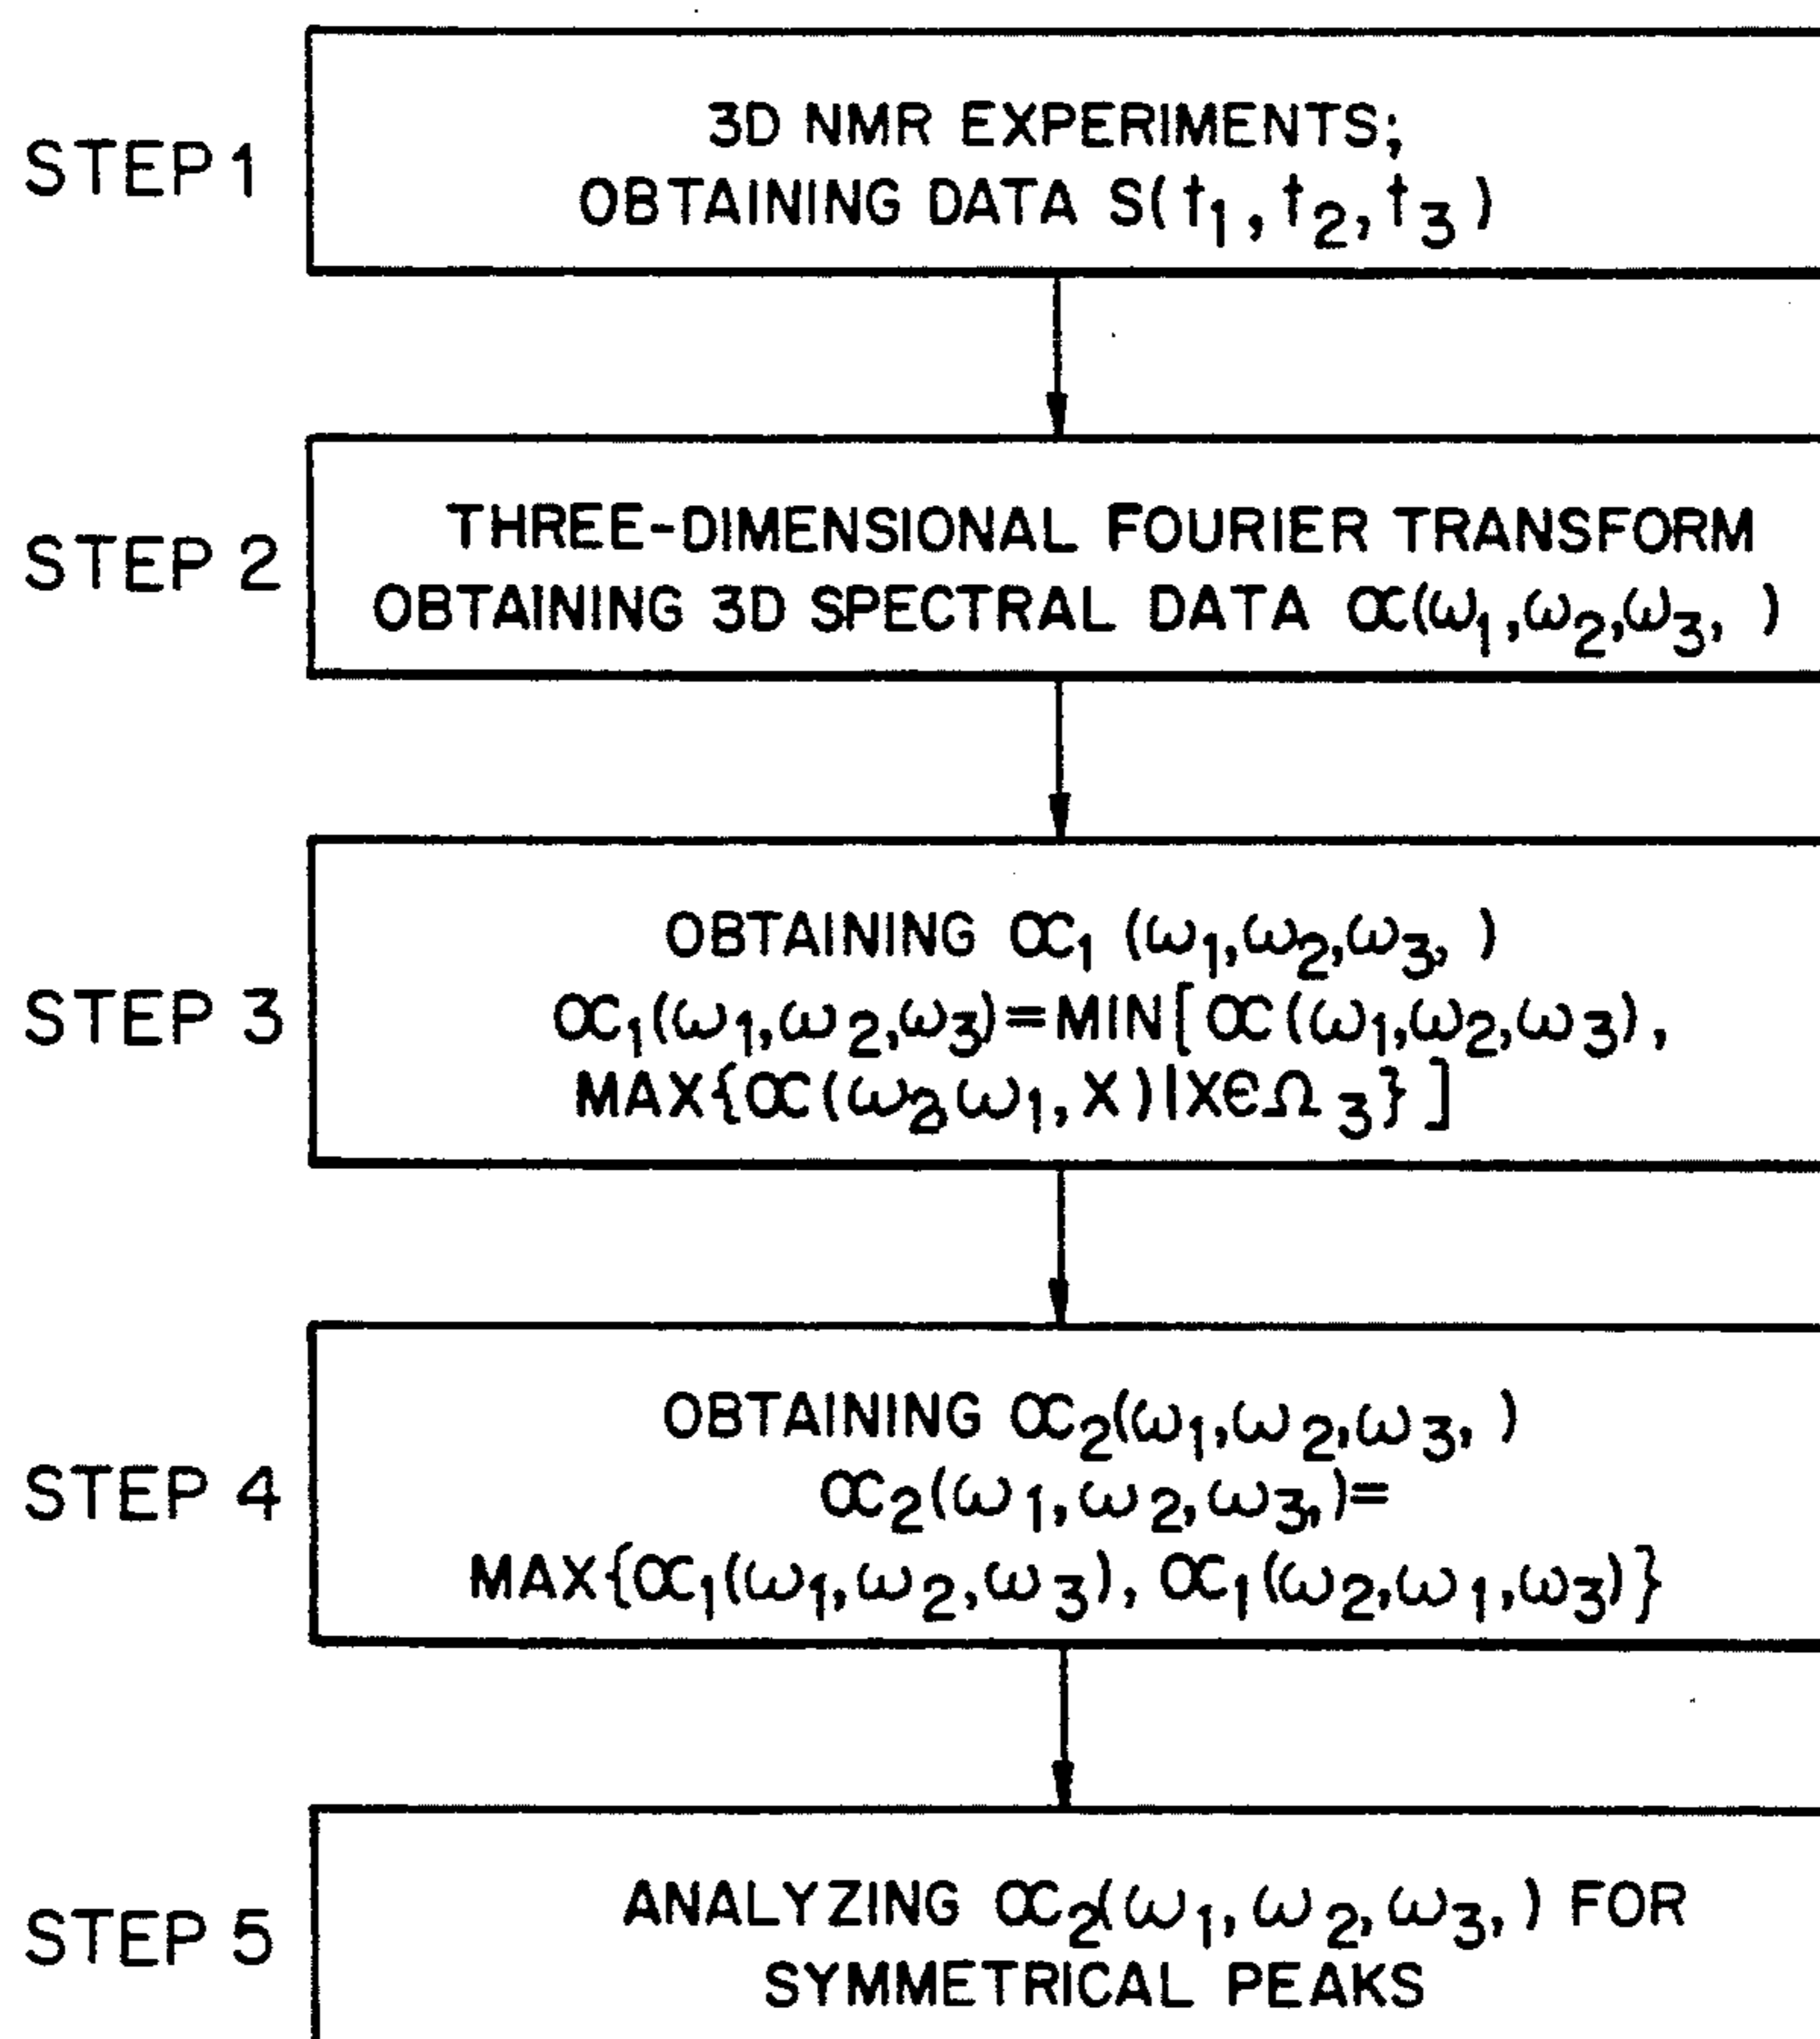 STEP 1
3D NMR EXPERIMENTS;
OBTAINING DATA S(t₁,t₂,t₃)
STEP 2
THREE-DIMENSIONAL FOURIER TRANSFORM
OBTAINING 3D SPECTRAL DATA α(ω₁,ω₂,ω₃, )
STEP 3
OBTAINING α₁ (ω₁,ω₂,ω₃, )
α₁(ω₁,ω₂,ω₃)=MIN[α(ω₁,ω₂,ω₃),
MAX{α(ω₂ω₁,X)|X∈Ω₃}]
STEP 4
OBTAINING α₂(ω₁,ω₂,ω₃, )
α₂(ω₁,ω₂,ω₃,)=
MAX{α₁(ω₁,ω₂,ω₃), α₁(ω₂,ω₁,ω₃)}
STEP 5
ANALYZING α₂(ω₁,ω₂,ω₃, ) FOR
SYMMETRICAL PEAKS